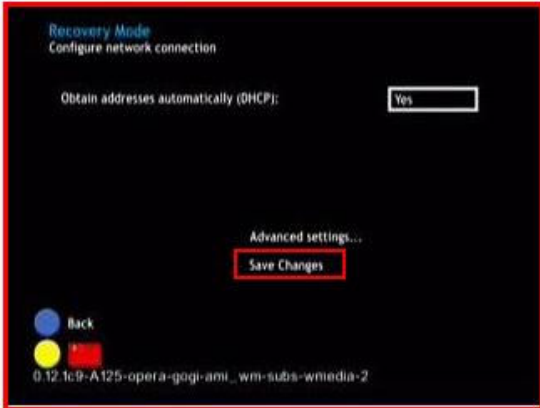 Recovery Mode
Configure network connection
Obtain addresses automatically (DHCP): Yes
Advanced settings...
Save Changes
Back
0.12.1c9-A125-opera-gogi-ami_wm-subs-wmedia-2